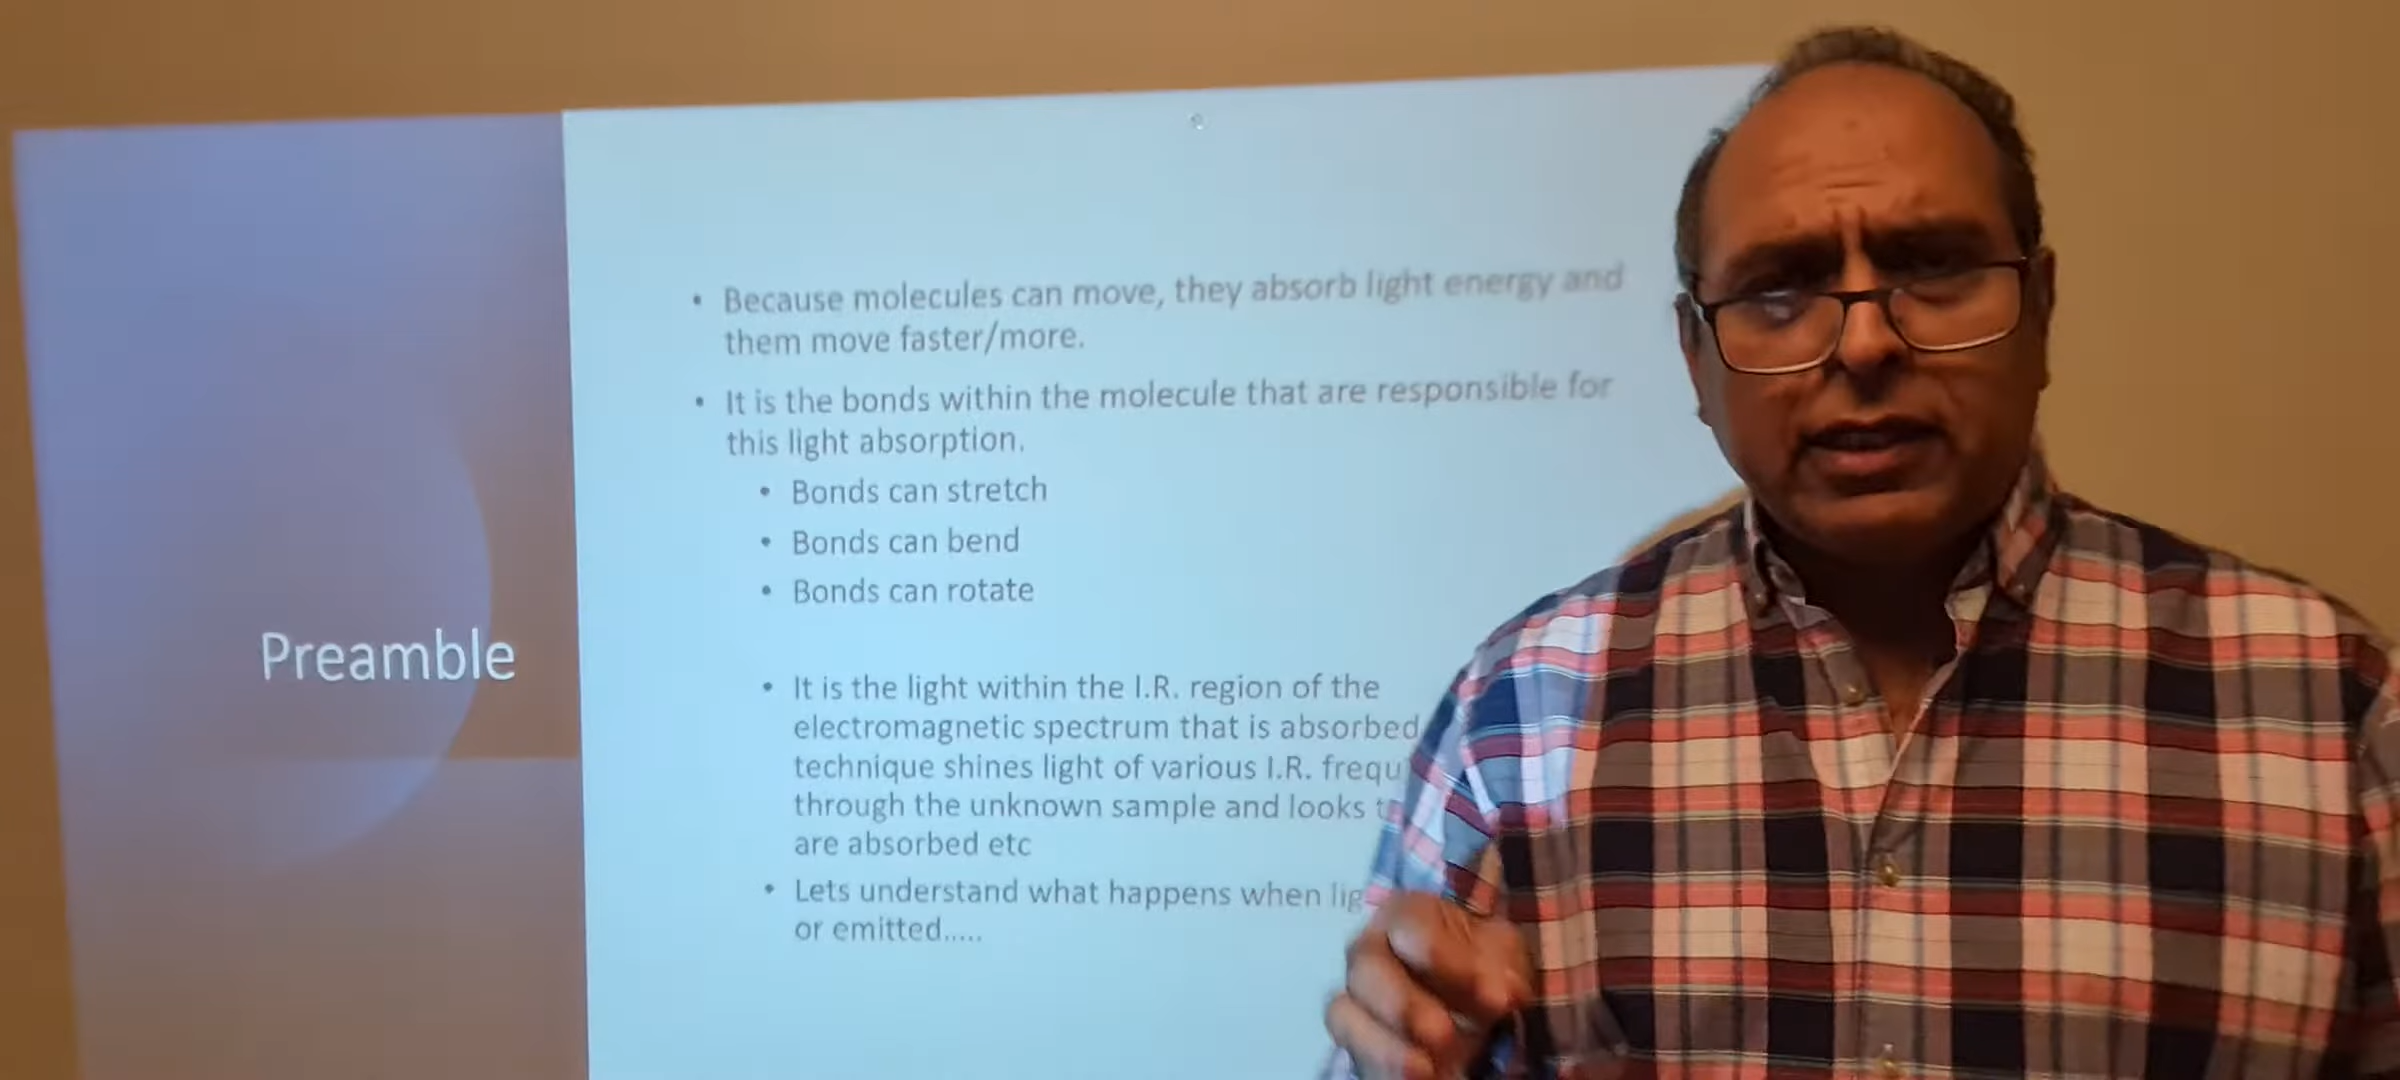 Preamble
• Because molecules can move, they absorb light energy and
them move faster/more.
• It is the bonds within the molecule that are responsible for
this light absorption.
• Bonds can stretch
• Bonds can bend
• Bonds can rotate
• It is the light within the I.R. region of the
electromagnetic spectrum that is absorbed
technique shines light of various I.R.
through the unknown sample and looks
are absorbed etc
• Lets understand what happens when
or emitted.....